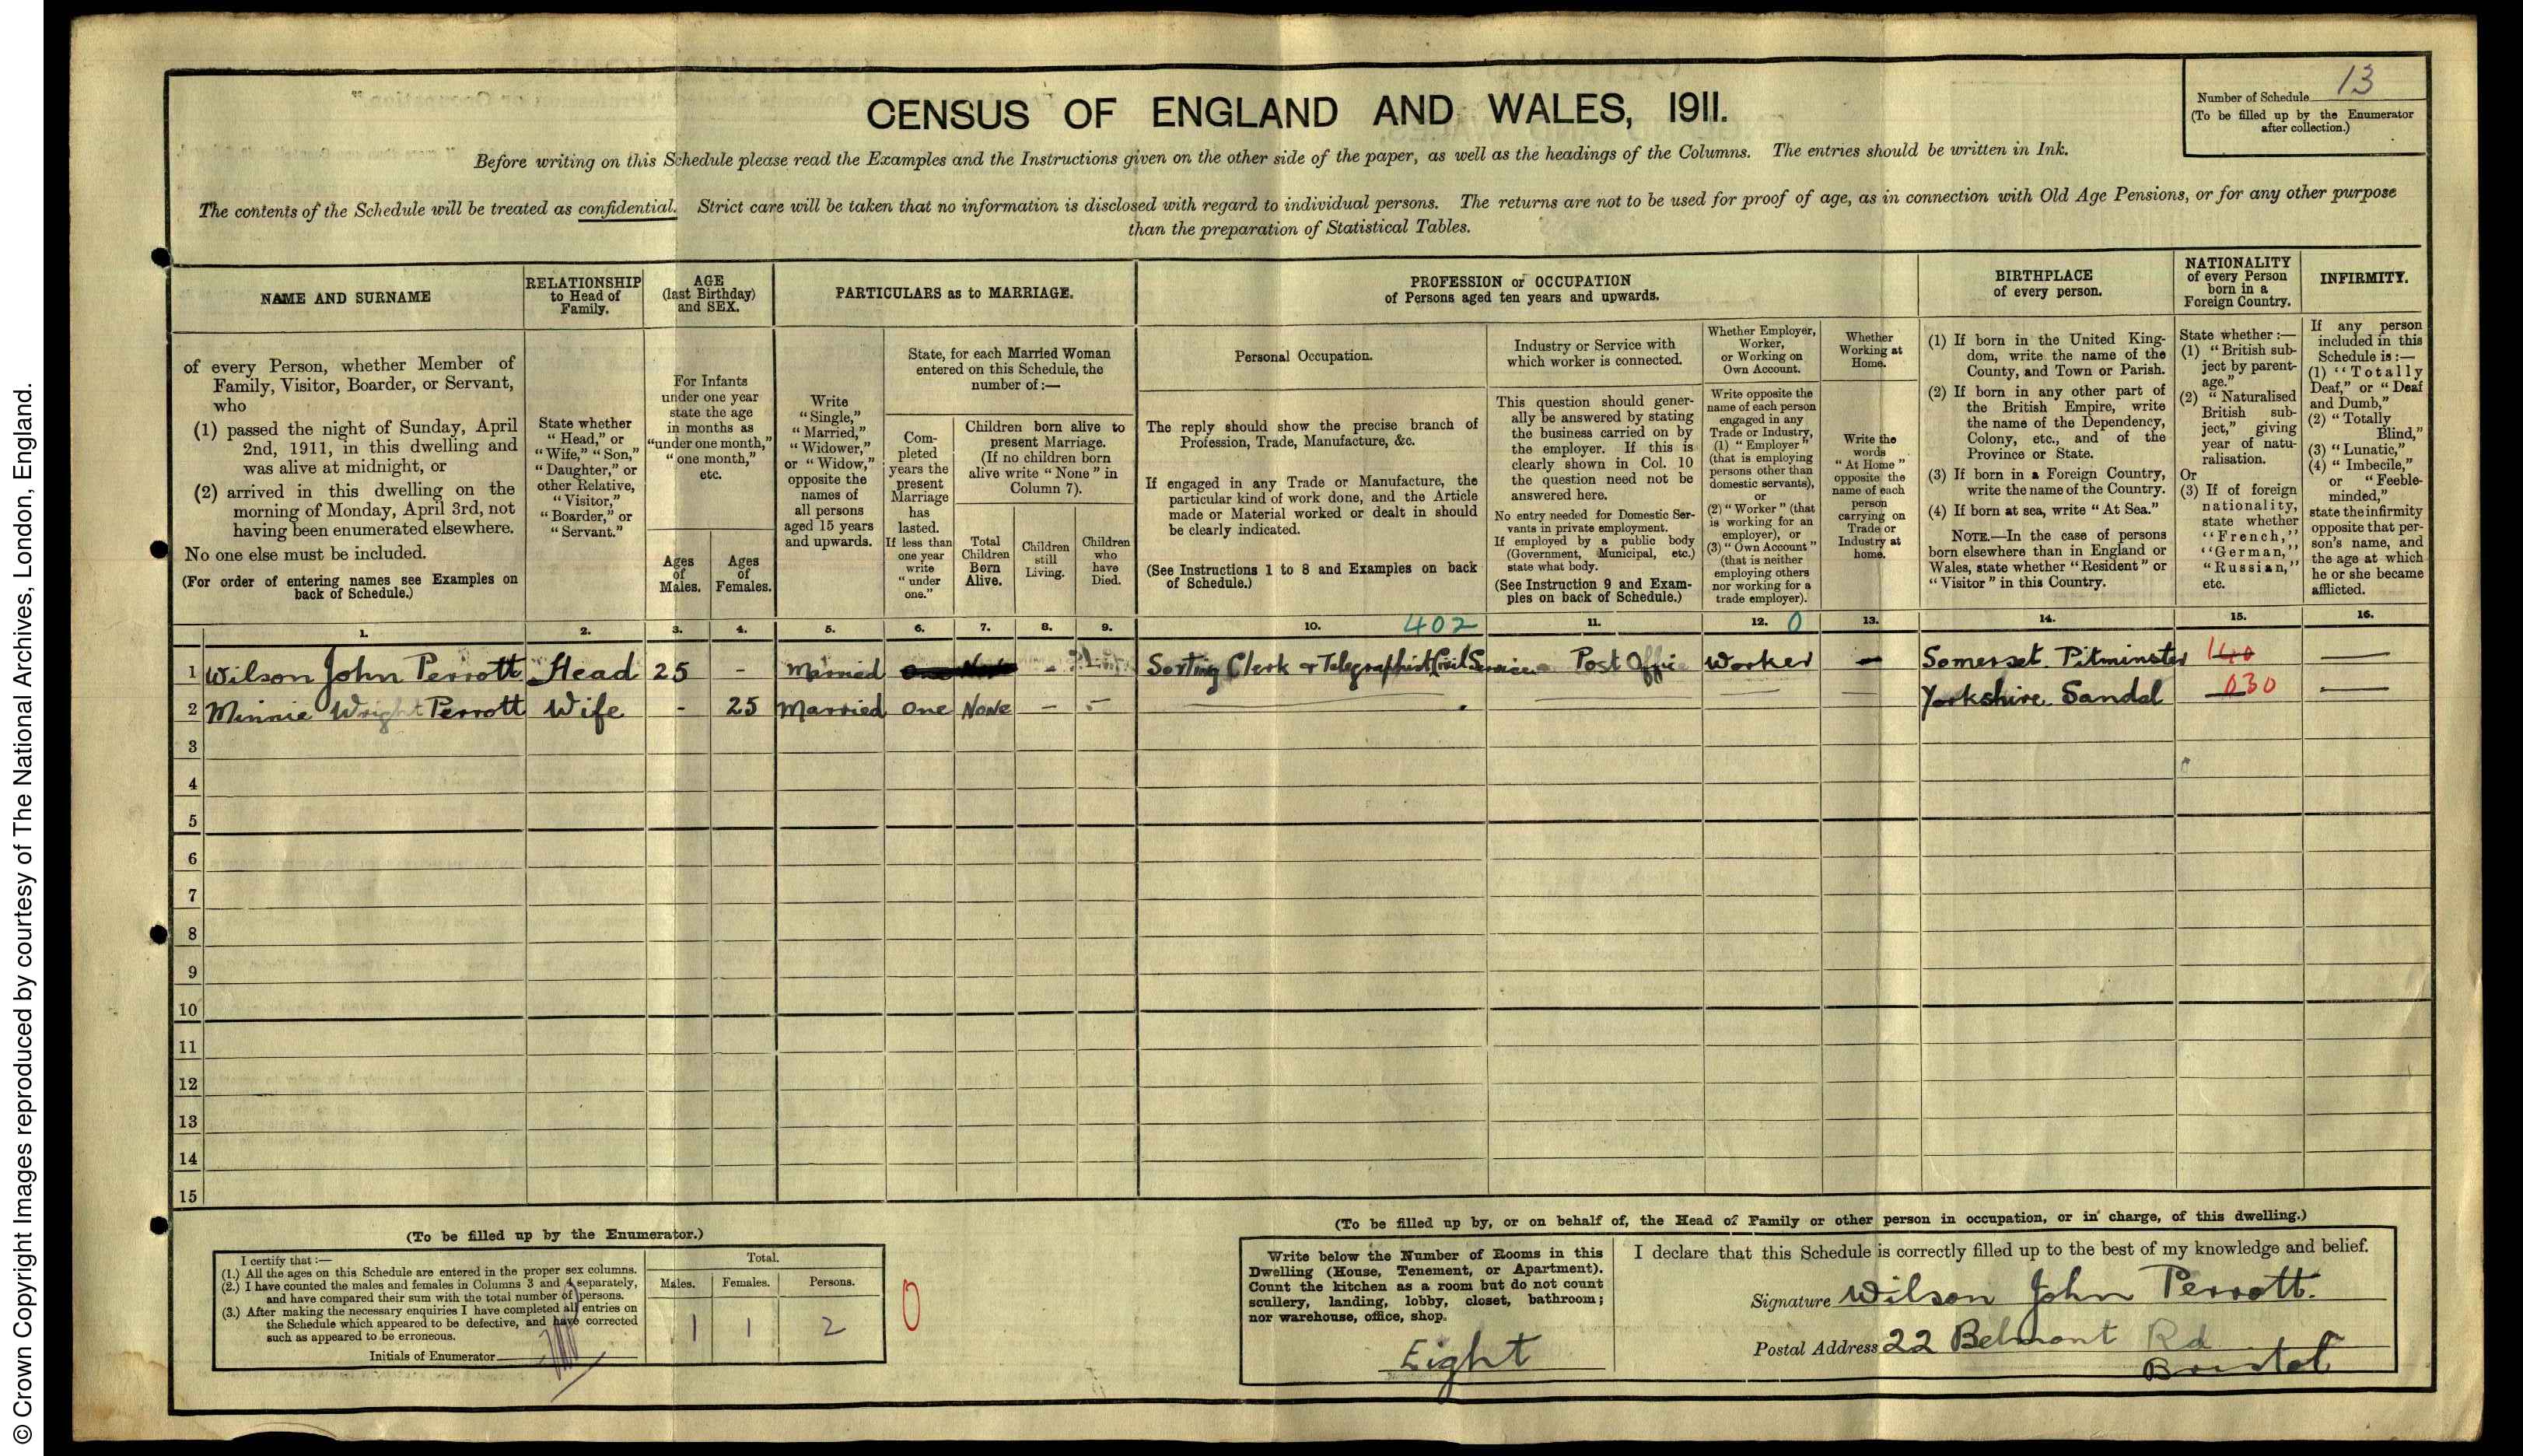 © Crown Copyright Images reproduced by courtesy of The National Archives, London, England.
CENSUS OF ENGLAND AND WALES, 1911.
Number of Schedule 13
(To be filled up by the Enumerator
after collection.)
Before writing on this Schedule please read the Examples and the Instructions given on the other side of the paper, as well as the headings of the Columns. The entries should be written in Ink.
The contents of the Schedule will be treated as confidential. Strict care will be taken that no information is disclosed with regard to individual persons. The returns are not to be used for proof of age, as in connection with Old Age Pensions, or for any other purpose
than the preparation of Statistical Tables.
NAME AND SURNAME
of every Person, whether Member of
Family, Visitor, Boarder, or Servant,
who
(1) passed the night of Sunday, April
2nd, 1911, in this dwelling and
was alive at midnight, or
(2) arrived in this dwelling on the
morning of Monday, April 3rd, not
having been enumerated elsewhere.
No one else must be included.
(For order of entering names see Examples on
back of Schedule.)
RELATIONSHIP
to Head of
Family.
State whether
"Head," or
"Wife," "Son,"
"Daughter," or
other Relative,
"Visitor,"
"Boarder," or
"Servant."
AGE
(last Birthday)
and SEX.
For Infants
under one year
state the age
in months as
"under one month,"
"one month,"
etc.
Ages
of
Males.
Ages
of
Females.
PARTICULARS as to MARRIAGE.
Write
"Single,"
"Married,"
"Widower,"
or "Widow,"
opposite the
names of
all persons
aged 15 years
and upwards.
State, for each Married Woman
entered on this Schedule, the
number of:—
Com-
pleted
years the
present
Marriage
has
lasted.
If less than
one year
write
"under
one."
Children born alive to
present Marriage.
(If no children born
alive write "None" in
Column 7).
Total
Children
Born
Alive.
Children
still
Living.
Children
who
have
Died.
PROFESSION or OCCUPATION
of Persons aged ten years and upwards.
Personal Occupation.
The reply should show the precise branch of
Profession, Trade, Manufacture, &c.
If engaged in any Trade or Manufacture, the
particular kind of work done, and the Article
made or Material worked or dealt in should
be clearly indicated.
(See Instructions 1 to 8 and Examples on back
of Schedule.)
Industry or Service with
which worker is connected.
This question should gener-
ally be answered by stating
the business carried on by
the employer. If this is
clearly shown in Col. 10
the question need not be
answered here.
No entry needed for Domestic Ser-
vants in private employment.
If employed by a public body
(Government, Municipal, etc.)
state what body.
(See Instruction 9 and Exam-
ples on back of Schedule.)
Whether Employer,
Worker,
or Working on
Own Account.
Write opposite the
name of each person
engaged in any
Trade or Industry,
(1) "Employer"
(that is employing
persons other than
domestic servants),
or
(2) "Worker" (that
is working for an
employer), or
(3) "Own Account"
(that is neither
employing others
nor working for a
trade employer).
Whether
Working at
Home.
Write the
words
"At Home"
opposite the
name of each
person
carrying on
Trade or
Industry at
home.
BIRTHPLACE
of every person.
(1) If born in the United King-
dom, write the name of the
County, and Town or Parish.
(2) If born in any other part of
the British Empire, write
the name of the Dependency,
Colony, etc., and of the
Province or State.
(3) If born in a Foreign Country,
write the name of the Country.
(4) If born at sea, write "At Sea."
NOTE.—In the case of persons
born elsewhere than in England or
Wales, state whether "Resident" or
"Visitor" in this Country.
NATIONALITY
of every Person
born in a
Foreign Country.
State whether:—
(1) "British sub-
ject by parent-
age."
(2) "Naturalised
British sub-
ject," giving
year of natu-
ralisation.
Or
(3) If of foreign
nationality,
state whether
"French,"
"German,"
"Russian,"
etc.
INFIRMITY.
If any person
included in this
Schedule is:—
(1) "Totally
Deaf," or "Deaf
and Dumb,"
(2) "Totally
Blind,"
(3) "Lunatic,"
(4) "Imbecile,"
or "Feeble-
minded,"
state the infirmity
opposite that per-
son's name, and
the age at which
he or she became
afflicted.
1. 2. 3. 4. 5. 6. 7. 8. 9. 10. 402 11. 12. 0 13. 14. 15. 16.
1 Wilson John Perrott Head 25 - Married - Sorting Clerk & Telegraphist Civil Service Post Office Worker - Somerset Pitminster 140 —
2 Minnie Wright Perrott Wife - 25 Married One None - - — — — — Yorkshire Sandal 030 —
3
4
5
6
7
8
9
10
11
12
13
14
15
(To be filled up by the Enumerator.)
I certify that:—
(1.) All the ages on this Schedule are entered in the proper sex columns.
(2.) I have counted the males and females in Columns 3 and 4 separately,
and have compared their sum with the total number of persons.
(3.) After making the necessary enquiries I have completed all entries on
the Schedule which appeared to be defective, and have corrected
such as appeared to be erroneous.
Initials of Enumerator
Total.
Males. Females. Persons.
1 1 2
0
(To be filled up by, or on behalf of, the Head of Family or other person in occupation, or in charge, of this dwelling.)
Write below the Number of Rooms in this
Dwelling (House, Tenement, or Apartment).
Count the kitchen as a room but do not count
scullery, landing, lobby, closet, bathroom;
nor warehouse, office, shop.
Eight
I declare that this Schedule is correctly filled up to the best of my knowledge and belief.
Signature Wilson John Perrott.
Postal Address 22 Belmont Rd
Bristol